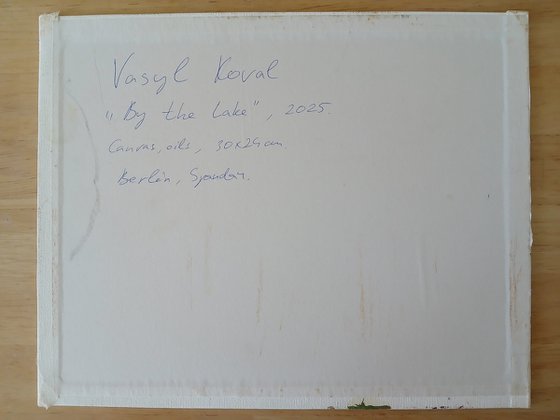 Vasyl Koval
"By the Lake", 2025.
Canvas, oils, 30x24cm.
Berlin, Spandau.